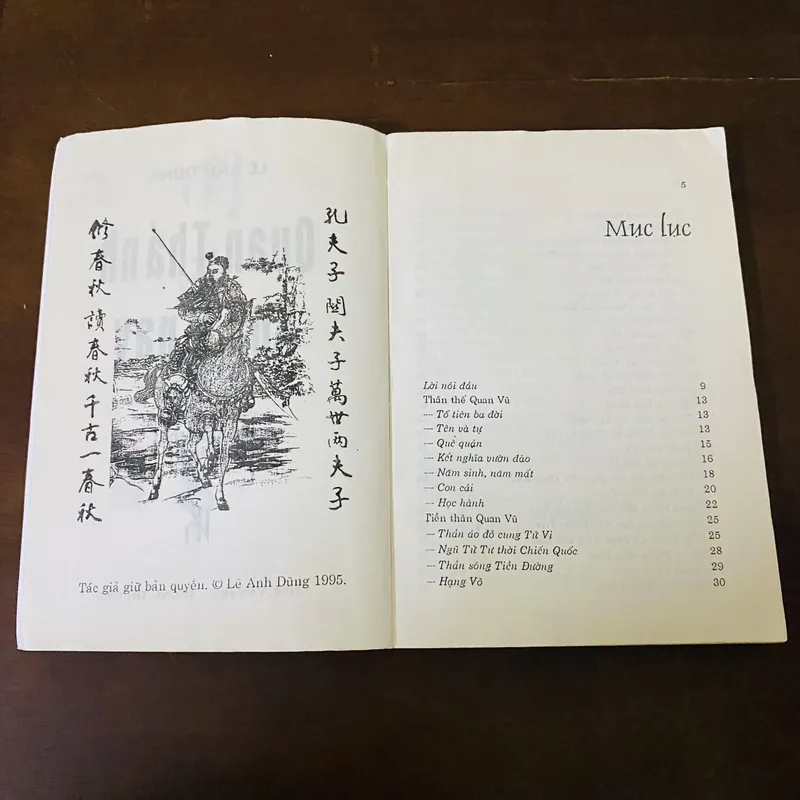 孔夫子關夫子萬世兩夫子
修春秋讀春秋千古一春秋
Tác giả giữ bản quyền. © Lê Anh Dũng 1995.
5
Mục lục
Lời nói đầu 9
Thân thế Quan Vũ 13
— Tổ tiên ba đời 13
— Tên và tự 13
— Quê quán 15
— Kết nghĩa vườn đào 16
— Năm sinh, năm mất 18
— Con cái 20
— Học hành 22
Tiền thân Quan Vũ 25
— Thần áo đỏ cung Tử Vi 25
— Ngũ Tử Tư thời Chiến Quốc 28
— Thần sông Tiền Đường 29
— Hạng Võ 30